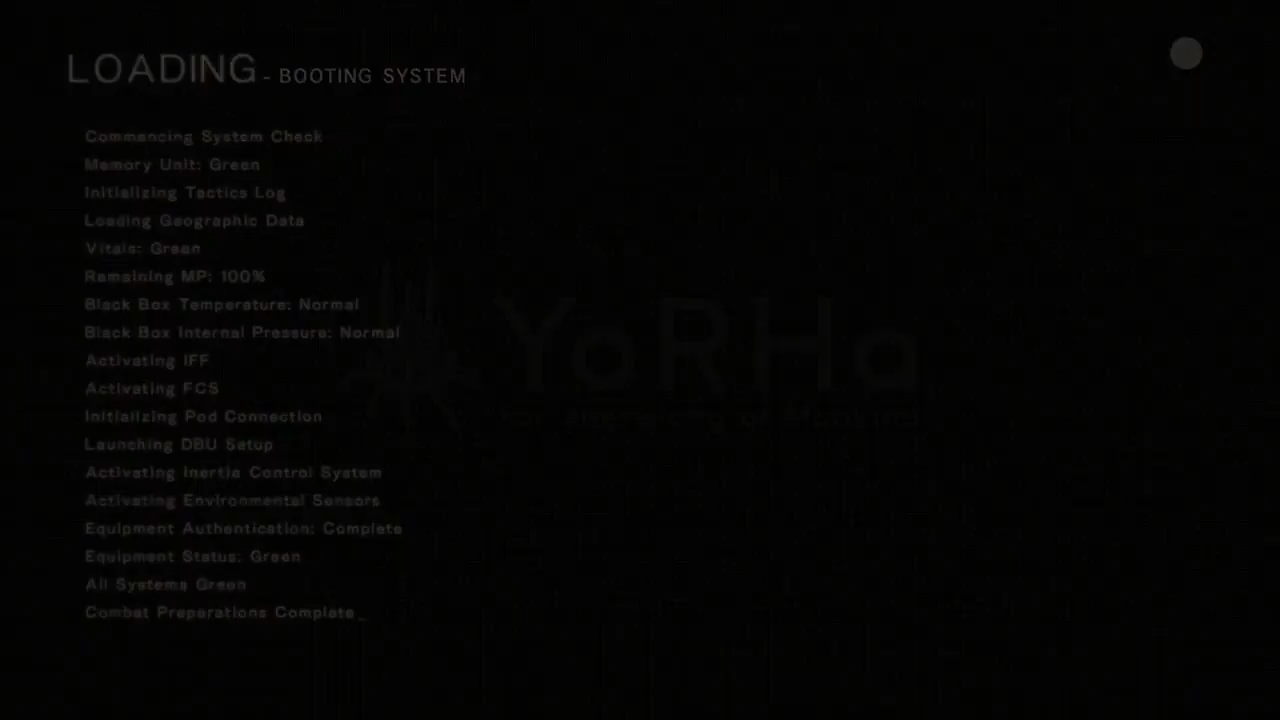 LOADING - BOOTING SYSTEM
Commencing System Check
Memory Unit: Green
Initializing Tactics Log
Loading Geographic Data
Vitals: Green
Remaining MP: 100%
Black Box Temperature: Normal
Black Box Internal Pressure: Normal
Activating IFF
Activating FCS
Initializing Pod Connection
Launching DBU Setup
Activating Inertia Control System
Activating Environmental Sensors
Equipment Authentication: Complete
Equipment Status: Green
All Systems Green
Combat Preparations Complete_
YoRHa